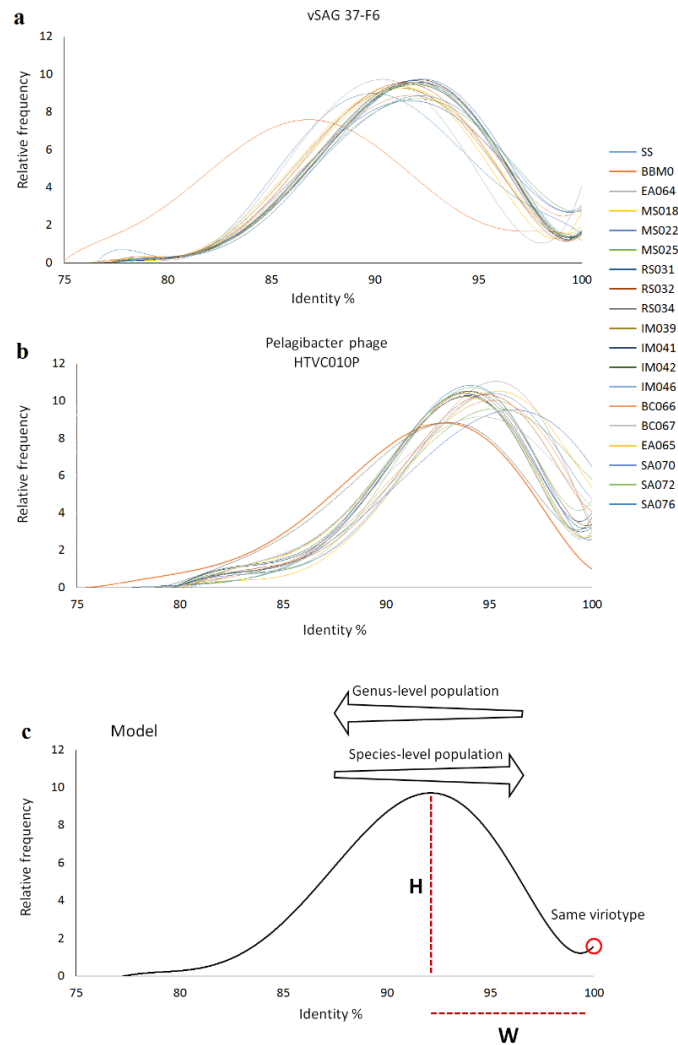 a
vSAG 37-F6
Relative frequency
12
10
8
6
4
2
0
75 80 85 90 95 100
Identity %
SS
BBM0
EA064
MS018
MS022
MS025
RS031
RS032
RS034
IM039
IM041
IM042
IM046
BC066
BC067
EA065
SA070
SA072
SA076
b
Pelagibacter phage
HTVC010P
Relative frequency
12
10
8
6
4
2
0
75 80 85 90 95 100
Identity %
c
Model
Genus-level population
Species-level population
Relative frequency
12
10
8
6
4
2
0
H
Same viriotype
75 80 85 90 95 100
Identity %
W